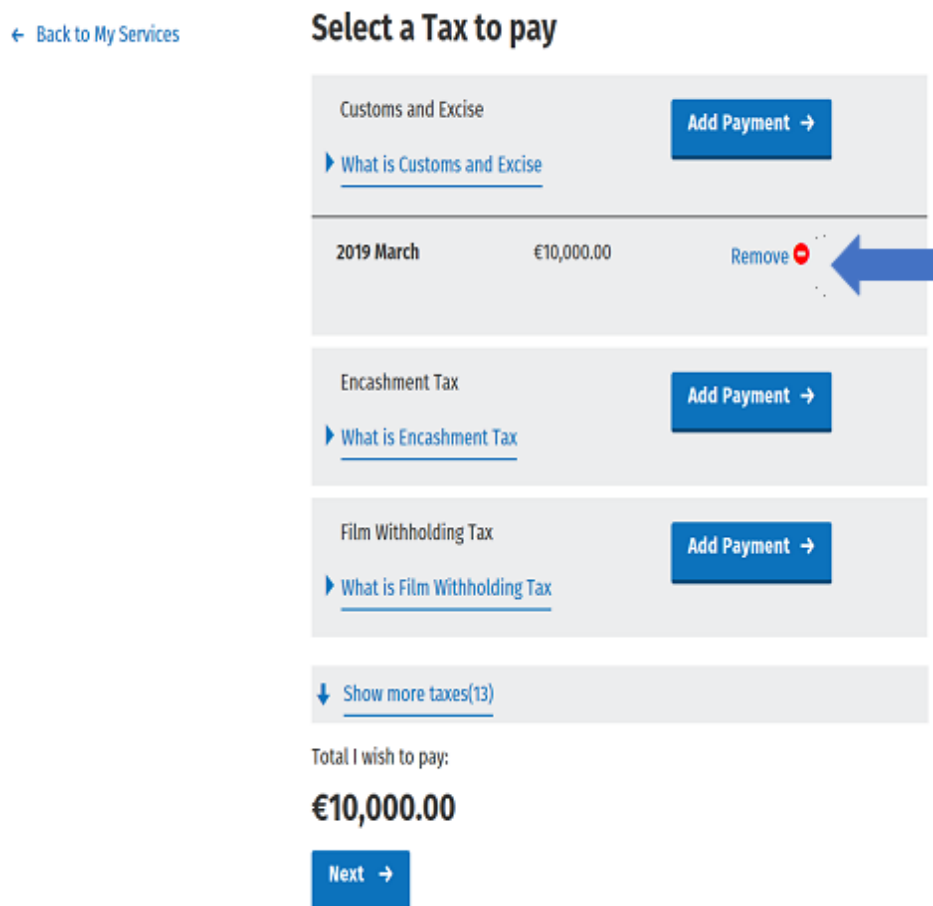 ← Back to My Services
Select a Tax to pay
Customs and Excise
Add Payment →
What is Customs and Excise
2019 March €10,000.00 Remove
Encashment Tax
Add Payment →
What is Encashment Tax
Film Withholding Tax
Add Payment →
What is Film Withholding Tax
↓ Show more taxes(13)
Total I wish to pay:
€10,000.00
Next →